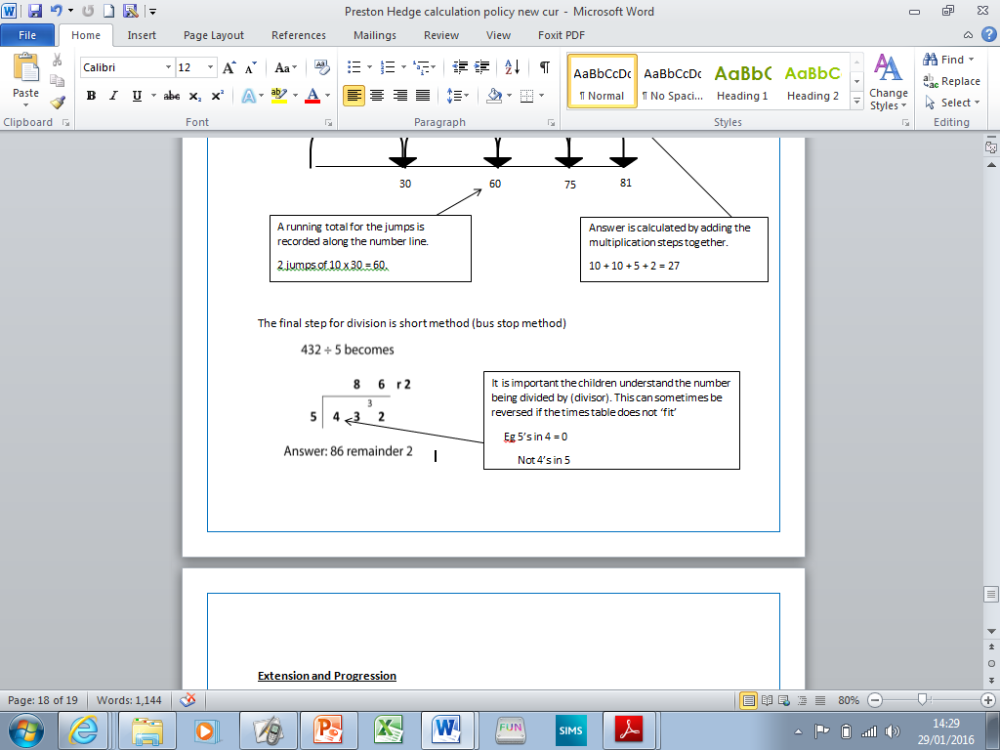 Preston Hedge calculation policy new cur - Microsoft Word
File Home Insert Page Layout References Mailings Review View Foxit PDF
Paste
Clipboard
Calibri 12
Font
Paragraph
AaBbCcDc AaBbCcDc AaBbC AaBbC
¶ Normal ¶ No Spaci... Heading 1 Heading 2
Styles
Change
Styles
Find
Replace
Select
Editing
30 60 75 81
A running total for the jumps is
recorded along the number line.
2 jumps of 10 x 30 = 60.
Answer is calculated by adding the
multiplication steps together.
10 + 10 + 5 + 2 = 27
The final step for division is short method (bus stop method)
432 ÷ 5 becomes
8 6 r 2
3
5 4 3 2
Answer: 86 remainder 2
It is important the children understand the number
being divided by (divisor). This can sometimes be
reversed if the times table does not ‘fit’
Eg 5’s in 4 = 0
Not 4’s in 5
Extension and Progression
Page: 18 of 19 Words: 1,144 80%
FUN SIMS
14:29
29/01/2016